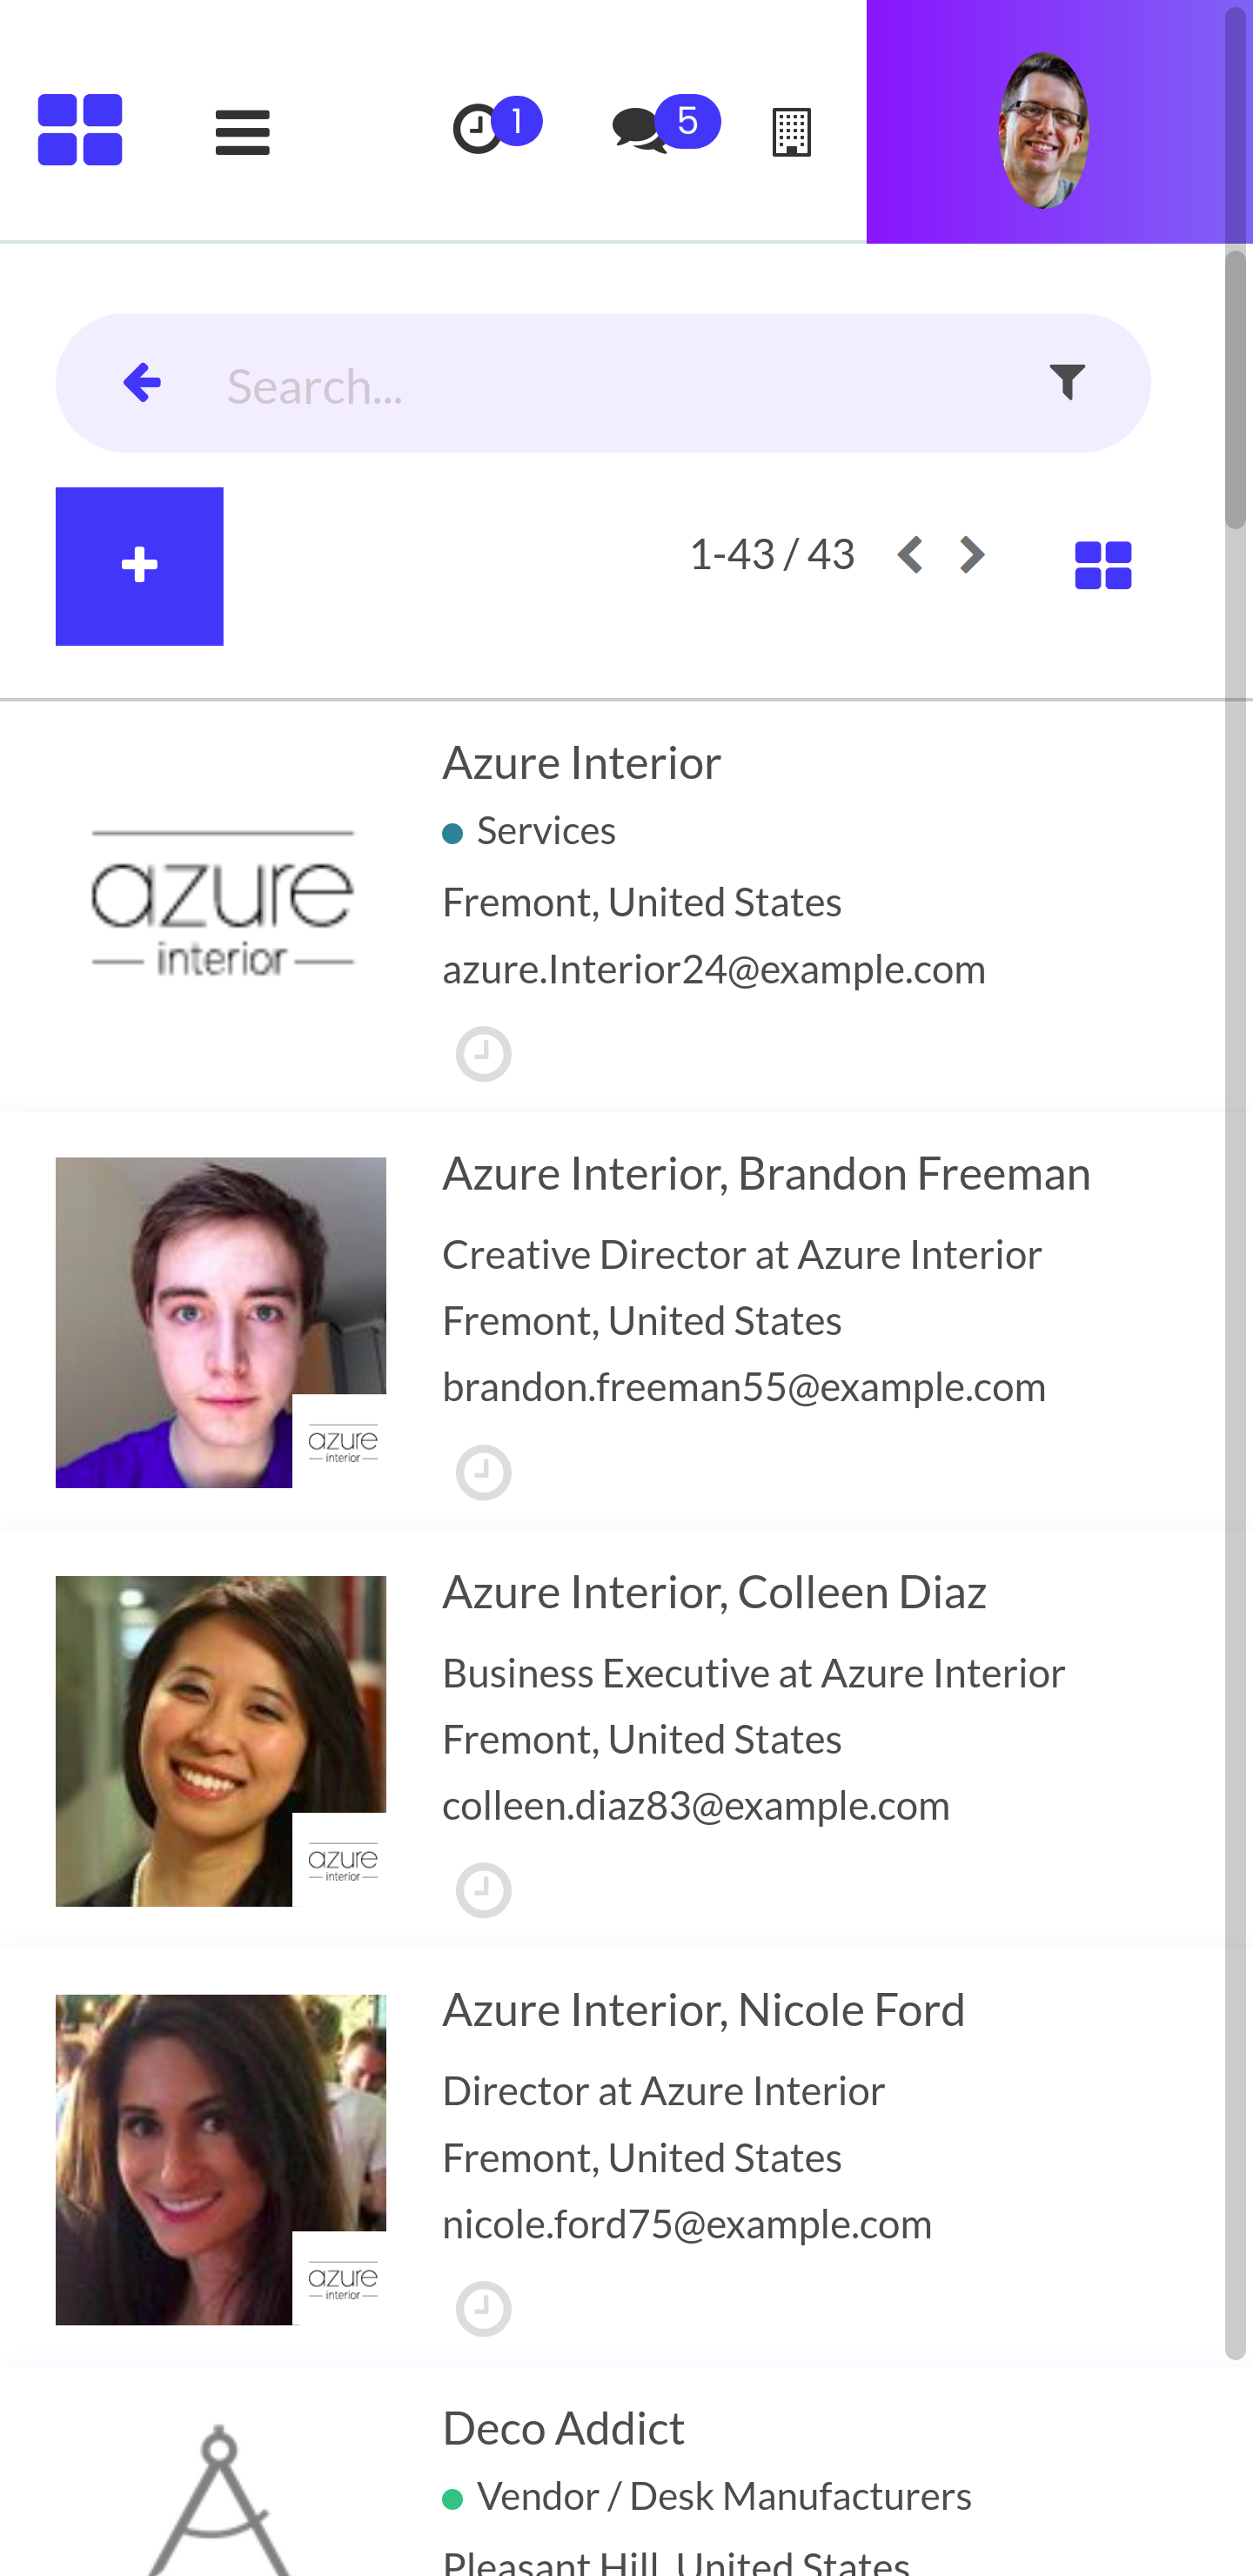 1
5
Search...
1-43 / 43
azure
interior
Azure Interior
Services
Fremont, United States
azure.Interior24@example.com
Azure Interior, Brandon Freeman
Creative Director at Azure Interior
Fremont, United States
brandon.freeman55@example.com
azure
interior
Azure Interior, Colleen Diaz
Business Executive at Azure Interior
Fremont, United States
colleen.diaz83@example.com
azure
interior
Azure Interior, Nicole Ford
Director at Azure Interior
Fremont, United States
nicole.ford75@example.com
azure
interior
Deco Addict
Vendor / Desk Manufacturers
Pleasant Hill, United States